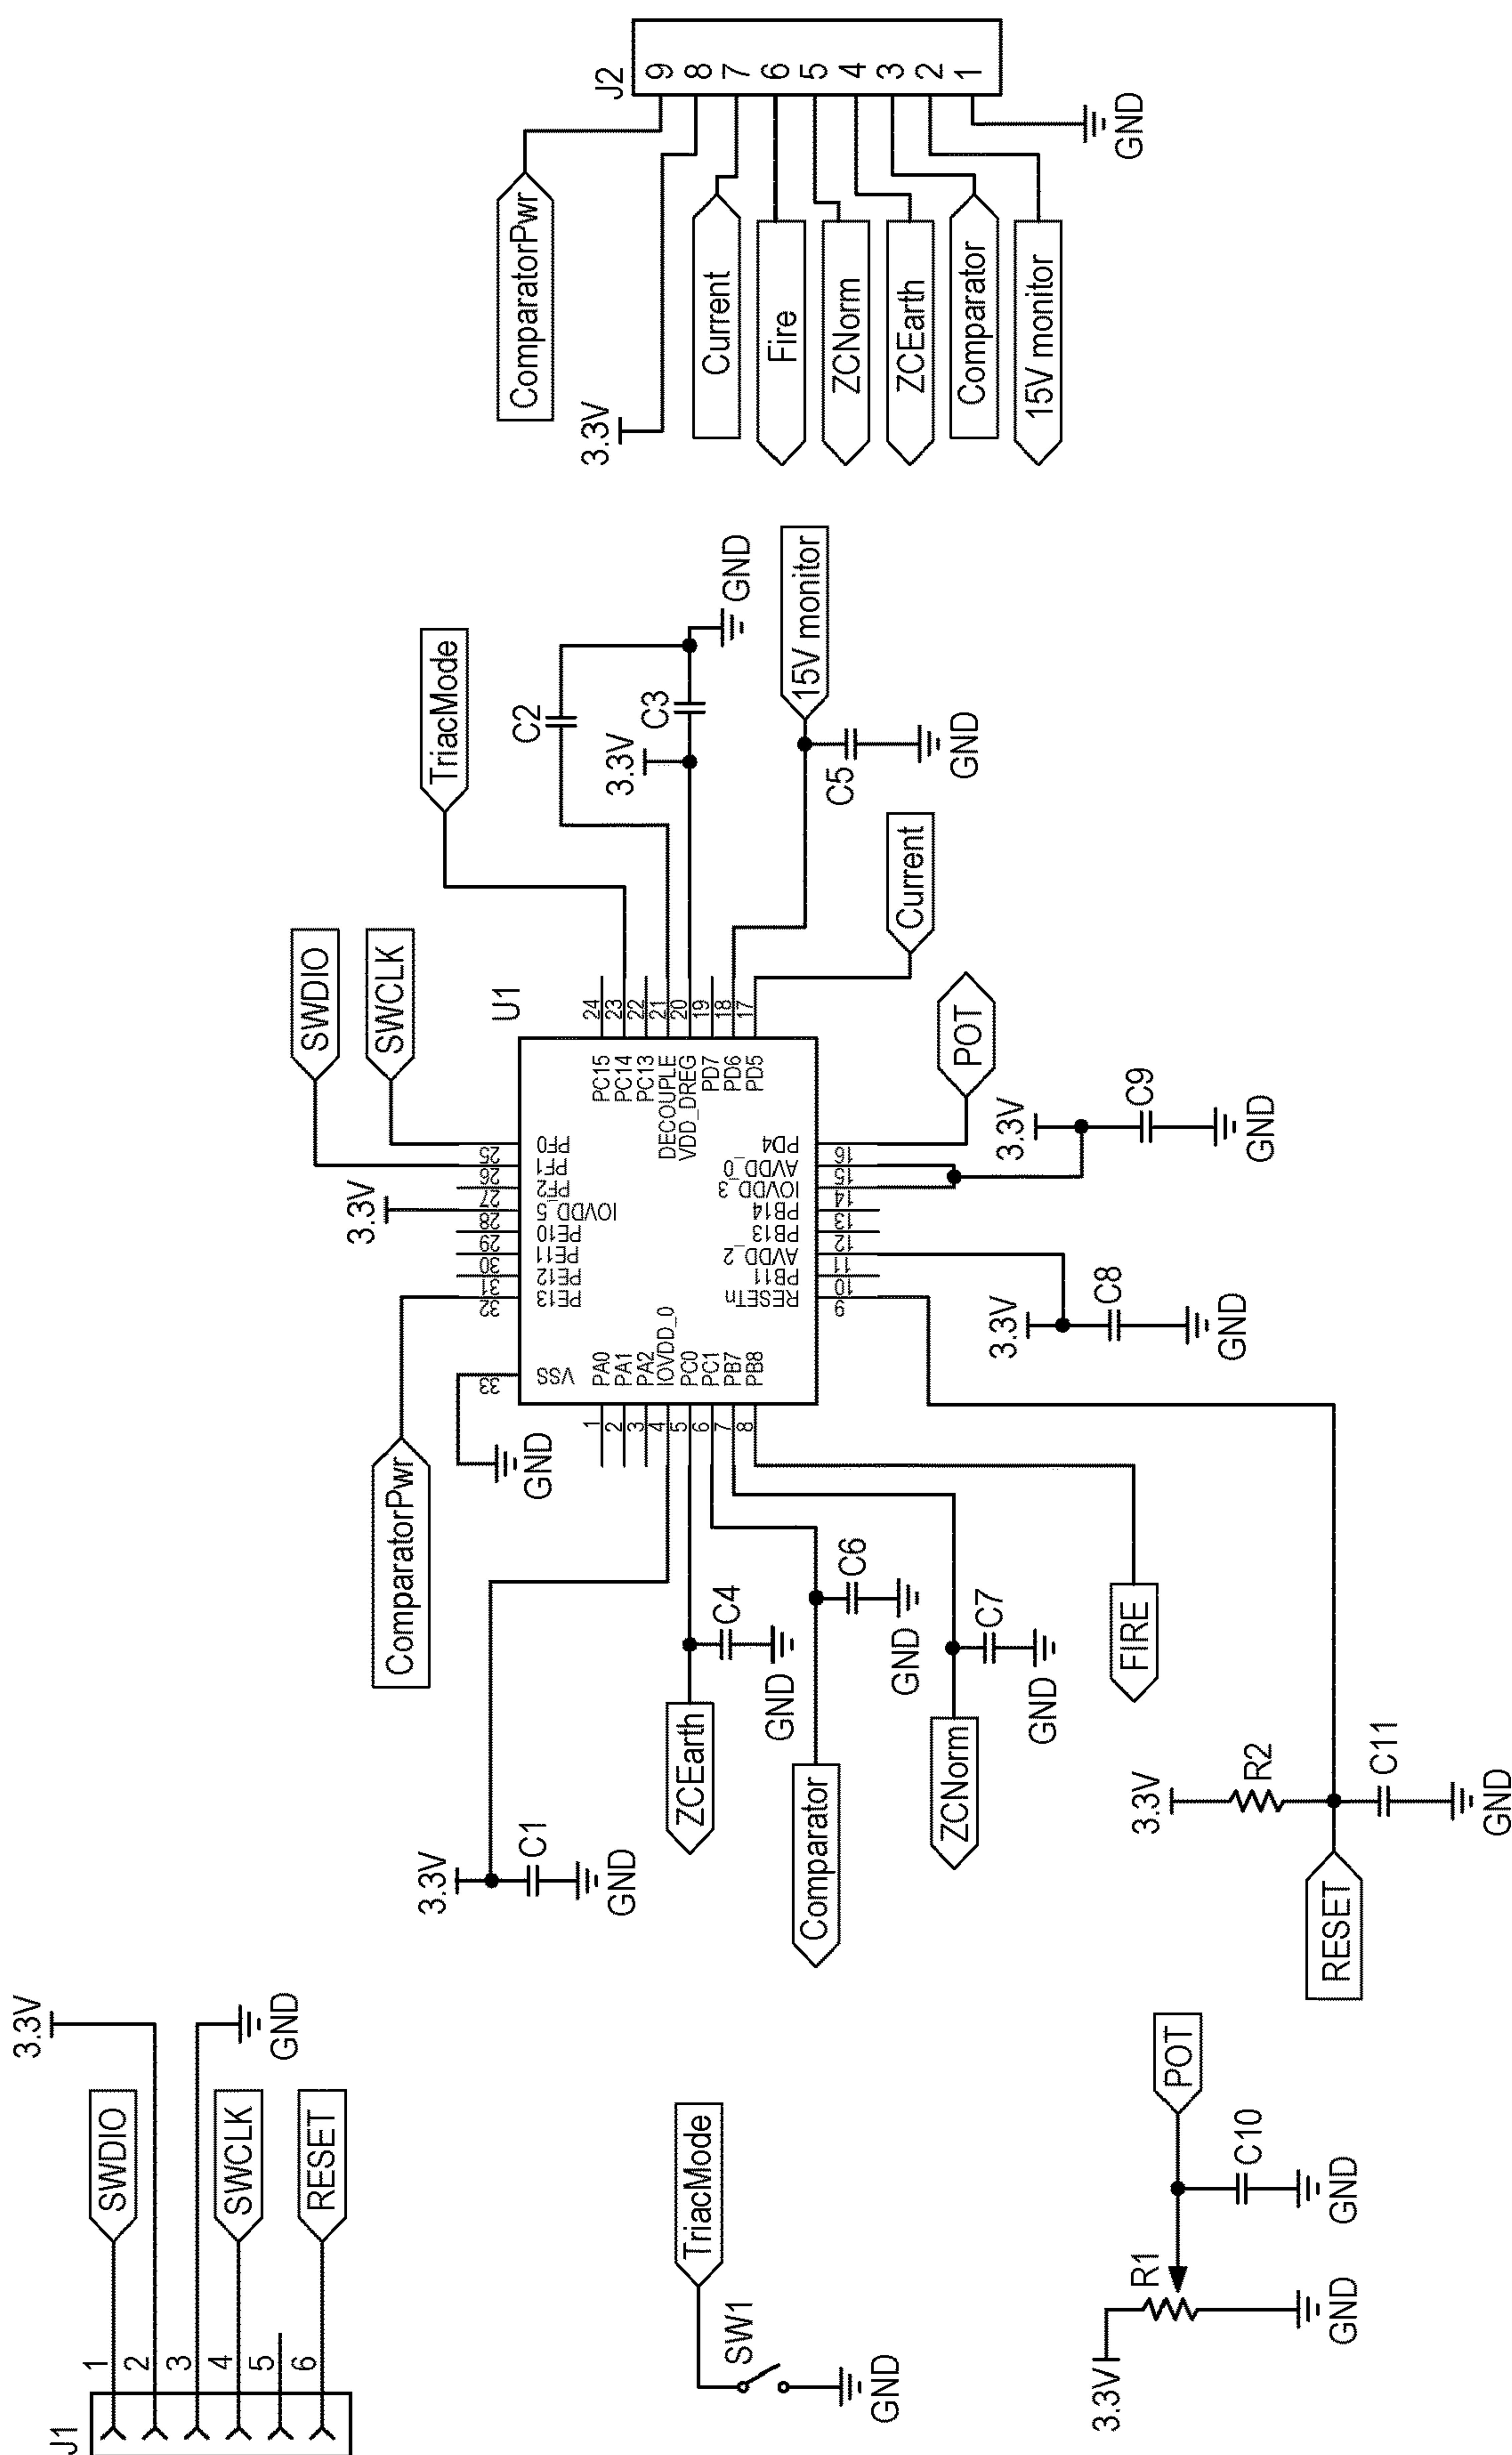 J1
1
2
3
4
5
6
SWDIO
3.3V
GND
SWCLK
RESET
TriacMode
SW1
GND
3.3V
R1
GND
POT
C10
GND
3.3V
C1
GND
ZCEarth
C4
GND
Comparator
C6
GND
ZCNorm
C7
GND
FIRE
3.3V
R2
RESET
C11
GND
ComparatorPwr
GND
3.3V
SWDIO
SWCLK
U1
33 VSS
1 PA0
2 PA1
3 PA2
4 IOVDD_0
5 PC0
6 PC1
7 PB7
8 PB8
32 PE13
31 PE12
30 PE11
29 PE10
28 IOVDD_5
27 PF2
26 PF1
25 PF0
PC15 24
PC14 23
PC13 22
DECOUPLE 21
VDD_DREG 20
PD7 19
PD6 18
PD5 17
RESETn 9
PB11 10
AVDD_2 11
PB13 12
PB14 13
IOVDD_3 14
AVDD_0 15
PD4 16
3.3V
C8
GND
3.3V
C9
GND
POT
Current
TriacMode
C2
3.3V
C3
GND
15V monitor
C5
GND
J2
9
8
7
6
5
4
3
2
1
ComparatorPwr
3.3V
Current
Fire
ZCNorm
ZCEarth
Comparator
15V monitor
GND